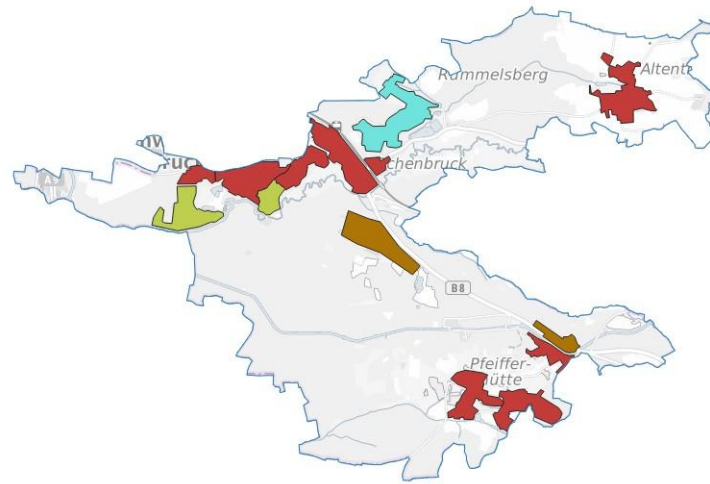 Rummelsberg
Altent
chenbruck
B8
Pfeiffer-
hütte